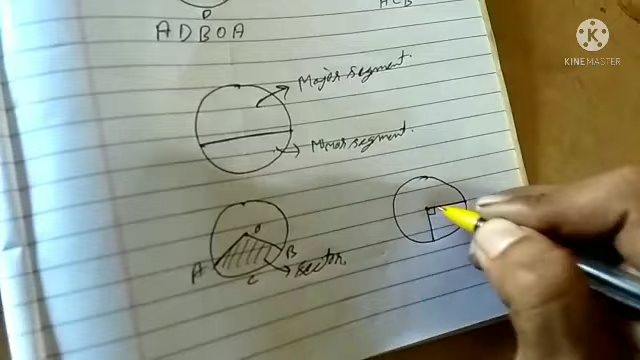 D
ADBOA
ACB
KINEMASTER
Major segment.
Minor segment.
O
A
B
C
sector.